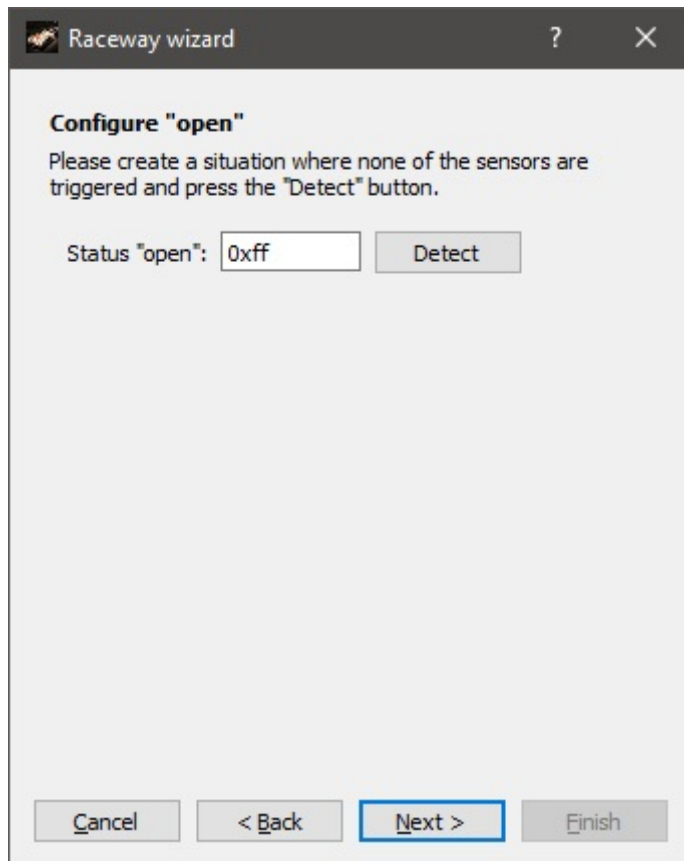 Raceway wizard ?
Configure "open"
Please create a situation where none of the sensors are
triggered and press the "Detect" button.
Status "open": 0xff Detect
Cancel < Back Next > Finish